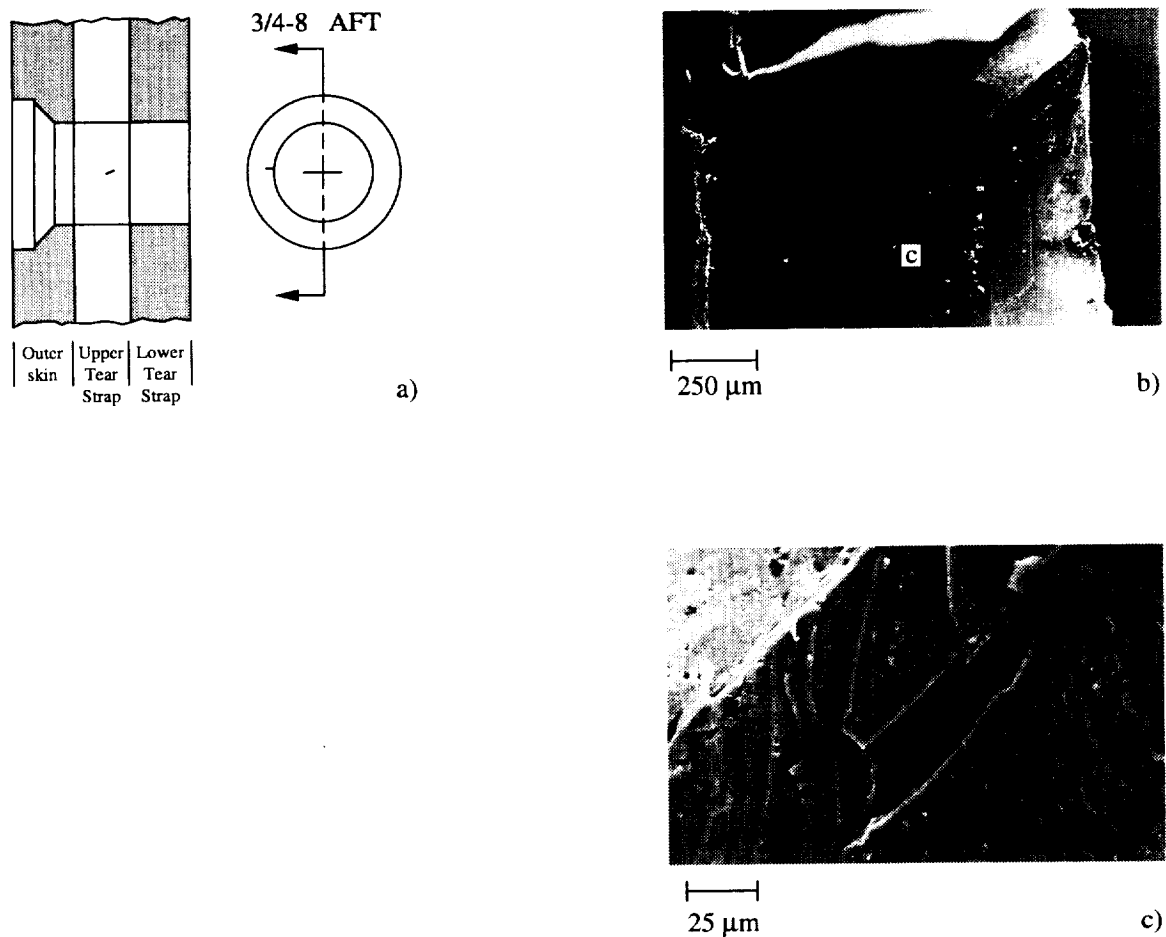 3/4-8 AFT
Outer Upper Lower
skin Tear Tear
Strap Strap
a)
c
250 μm
b)
25 μm
c)